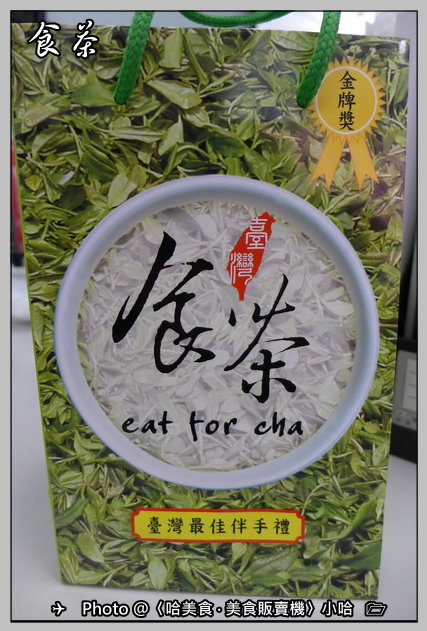 食茶
金牌獎
臺灣
食茶
eat for cha
臺灣最佳伴手禮
Photo @〈哈美食·美食販賣機〉小哈